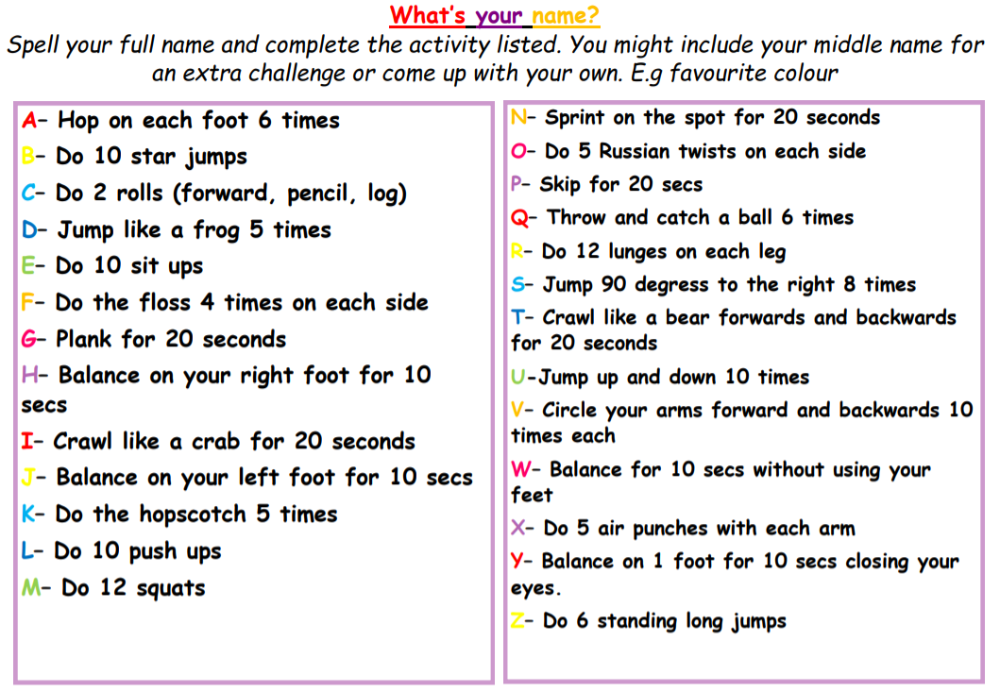 What's your name?
Spell your full name and complete the activity listed. You might include your middle name for
an extra challenge or come up with your own. E.g favourite colour
A- Hop on each foot 6 times
B- Do 10 star jumps
C- Do 2 rolls (forward, pencil, log)
D- Jump like a frog 5 times
E- Do 10 sit ups
F- Do the floss 4 times on each side
G- Plank for 20 seconds
H- Balance on your right foot for 10
secs
I- Crawl like a crab for 20 seconds
J- Balance on your left foot for 10 secs
K- Do the hopscotch 5 times
L- Do 10 push ups
M- Do 12 squats
N- Sprint on the spot for 20 seconds
O- Do 5 Russian twists on each side
P- Skip for 20 secs
Q- Throw and catch a ball 6 times
R- Do 12 lunges on each leg
S- Jump 90 degress to the right 8 times
T- Crawl like a bear forwards and backwards
for 20 seconds
U-Jump up and down 10 times
V- Circle your arms forward and backwards 10
times each
W- Balance for 10 secs without using your
feet
X- Do 5 air punches with each arm
Y- Balance on 1 foot for 10 secs closing your
eyes.
Z- Do 6 standing long jumps